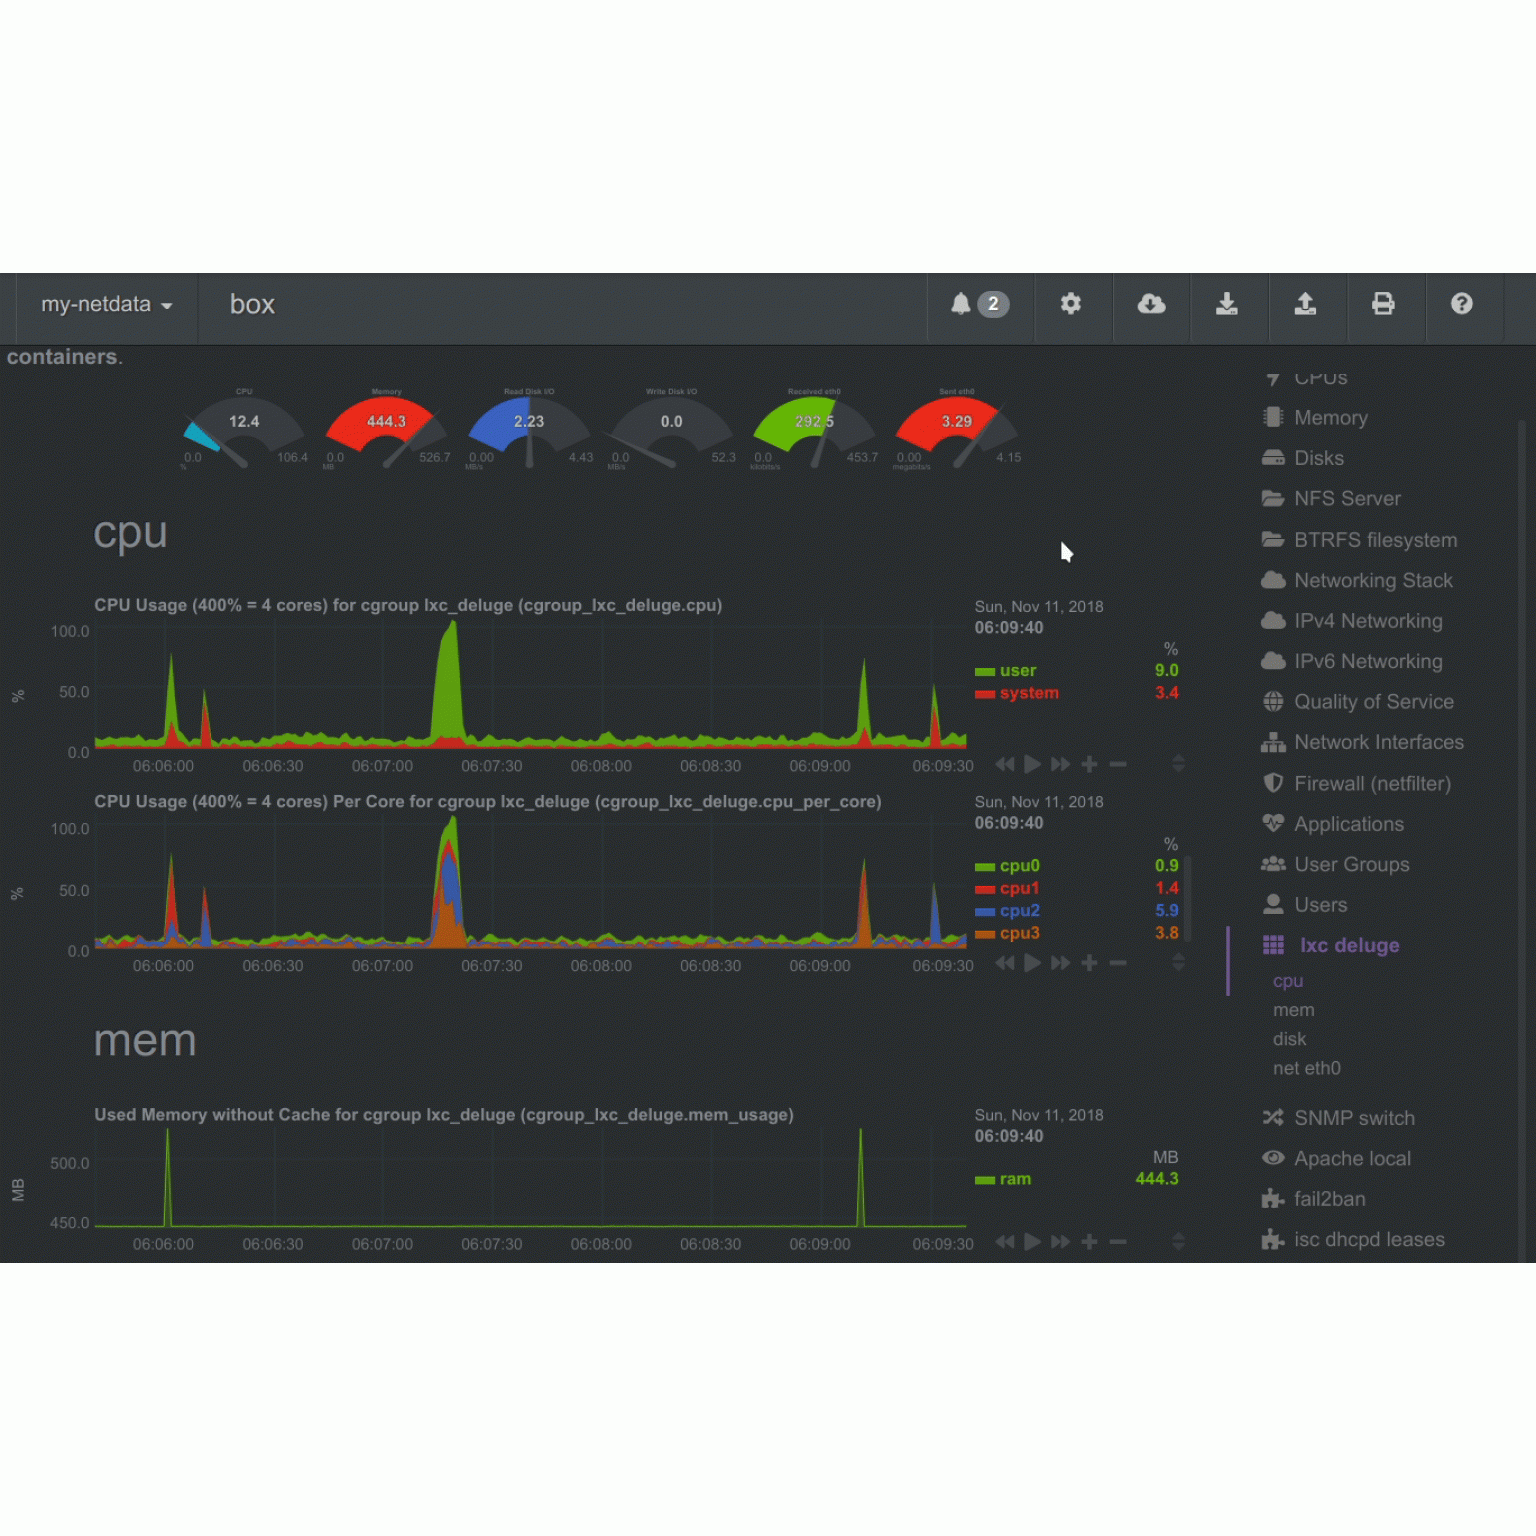 my-netdata
box
2
containers.
CPU
12.4
0.0 106.4
%
Memory
444.3
0.0 526.7
MB
Read Disk I/O
2.23
0.00 4.43
MB/s
Write Disk I/O
0.0
0.0 52.3
MB/s
Received eth0
292.5
0.0 453.7
kilobits/s
Sent eth0
3.29
0.00 4.15
megabits/s
cpu
CPU Usage (400% = 4 cores) for cgroup lxc_deluge (cgroup_lxc_deluge.cpu)
100.0
50.0
0.0
%
06:06:00 06:06:30 06:07:00 06:07:30 06:08:00 06:08:30 06:09:00 06:09:30
Sun, Nov 11, 2018
06:09:40
%
user 9.0
system 3.4
CPU Usage (400% = 4 cores) Per Core for cgroup lxc_deluge (cgroup_lxc_deluge.cpu_per_core)
100.0
50.0
0.0
%
06:06:00 06:06:30 06:07:00 06:07:30 06:08:00 06:08:30 06:09:00 06:09:30
Sun, Nov 11, 2018
06:09:40
%
cpu0 0.9
cpu1 1.4
cpu2 5.9
cpu3 3.8
mem
Used Memory without Cache for cgroup lxc_deluge (cgroup_lxc_deluge.mem_usage)
500.0
450.0
MB
06:06:00 06:06:30 06:07:00 06:07:30 06:08:00 06:08:30 06:09:00 06:09:30
Sun, Nov 11, 2018
06:09:40
MB
ram 444.3
CPUs
Memory
Disks
NFS Server
BTRFS filesystem
Networking Stack
IPv4 Networking
IPv6 Networking
Quality of Service
Network Interfaces
Firewall (netfilter)
Applications
User Groups
Users
lxc deluge
cpu
mem
disk
net eth0
SNMP switch
Apache local
fail2ban
isc dhcpd leases